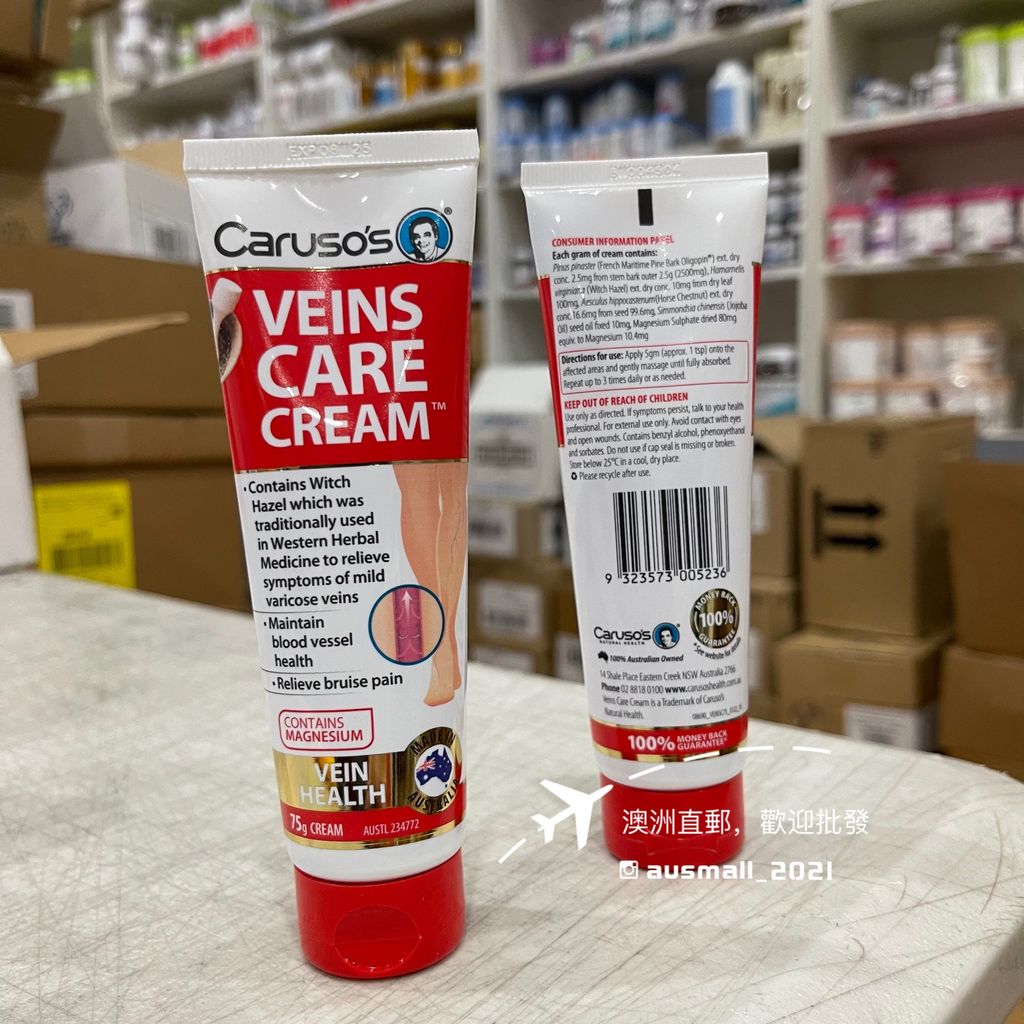 Caruso's
VEINS
CARE
CREAM™
• Contains Witch
Hazel which was
traditionally used
in Western Herbal
Medicine to relieve
symptoms of mild
varicose veins
• Maintain
blood vessel
health
• Relieve bruise pain
CONTAINS
MAGNESIUM
MADE IN
AUSTRALIA
VEIN
HEALTH
75g CREAM AUSTL 234772
CONSUMER INFORMATION PANEL
Each gram of cream contains:
Pinus pinaster (French Maritime Pine Bark Oligopin®) ext. dry
conc. 2.5mg from stem bark outer 2.5g (2500mg), Hamamelis
virginiana (Witch Hazel) ext. dry conc. 10mg from dry leaf
100mg, Aesculus hippocastenum (Horse Chestnut) ext. dry
conc. 16.6mg from seed 99.6mg, Simmondsia chinensis (Jojoba
Oil) seed oil fixed 10mg, Magnesium Sulphate dried 80mg
equiv. to Magnesium 10.4mg
Directions for use: Apply 5gm (approx. 1 tsp) onto the
affected areas and gently massage until fully absorbed.
Repeat up to 3 times daily or as needed.
KEEP OUT OF REACH OF CHILDREN
Use only as directed. If symptoms persist, talk to your health
professional. For external use only. Avoid contact with eyes
and open wounds. Contains benzyl alcohol, phenoxyethanol
and sorbates. Do not use if cap seal is missing or broken.
Store below 25°C in a cool, dry place.
Please recycle after use.
9 323573 005236
MONEY BACK
100%
GUARANTEE
*See website for details
Caruso's
NATURAL HEALTH
100% Australian Owned
14 Shale Place Eastern Creek NSW Australia 2766
Phone 02 8818 0100 www.carusoshealth.com.au
Veins Care Cream is a Trademark of Caruso's
Natural Health.
100% MONEY BACK
GUARANTEE*
澳洲直郵，歡迎批發
ausmall_2021